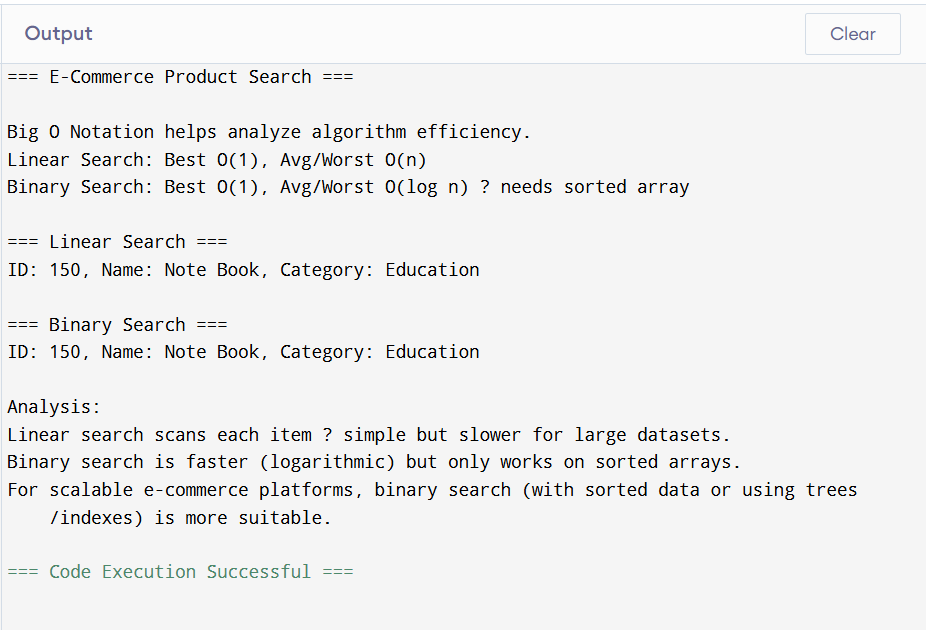 Output
Clear
=== E-Commerce Product Search ===
Big O Notation helps analyze algorithm efficiency.
Linear Search: Best O(1), Avg/Worst O(n)
Binary Search: Best O(1), Avg/Worst O(log n) ? needs sorted array
=== Linear Search ===
ID: 150, Name: Note Book, Category: Education
=== Binary Search ===
ID: 150, Name: Note Book, Category: Education
Analysis:
Linear search scans each item ? simple but slower for large datasets.
Binary search is faster (logarithmic) but only works on sorted arrays.
For scalable e-commerce platforms, binary search (with sorted data or using trees
/indexes) is more suitable.
=== Code Execution Successful ===